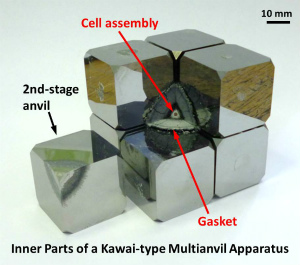 10 mm
Cell assembly
2nd-stage
anvil
Gasket
Inner Parts of a Kawai-type Multianvil Apparatus